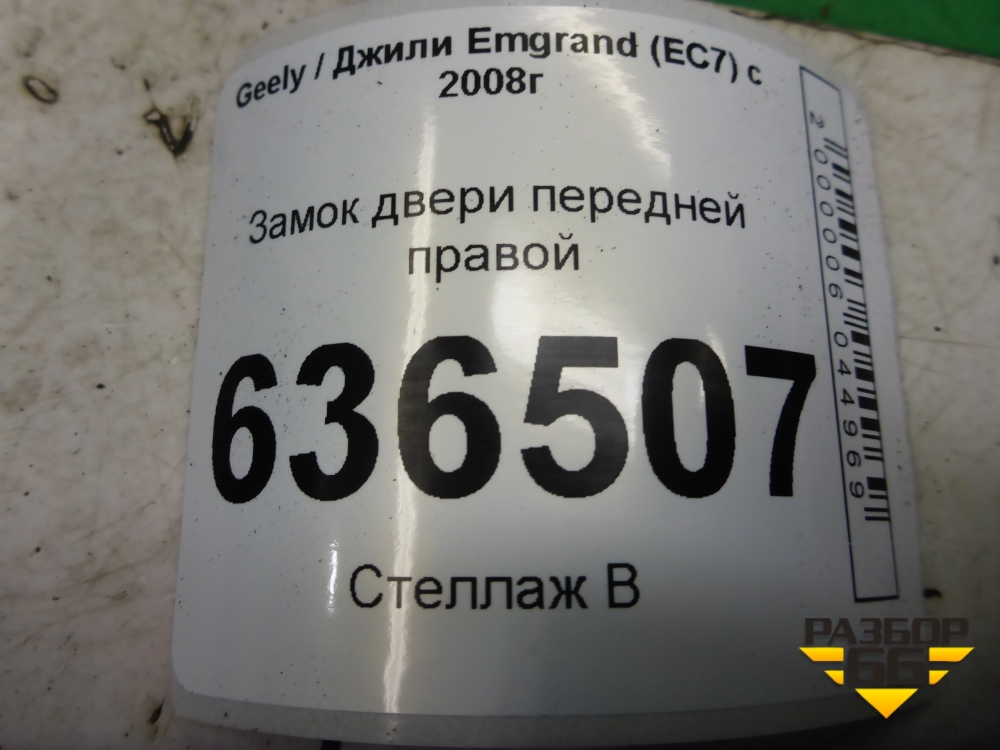 Geely / Джили Emgrand (EC7) с
2008г
Замок двери передней
правой
636507
Стеллаж В
2000006044969
РАЗБОР
66